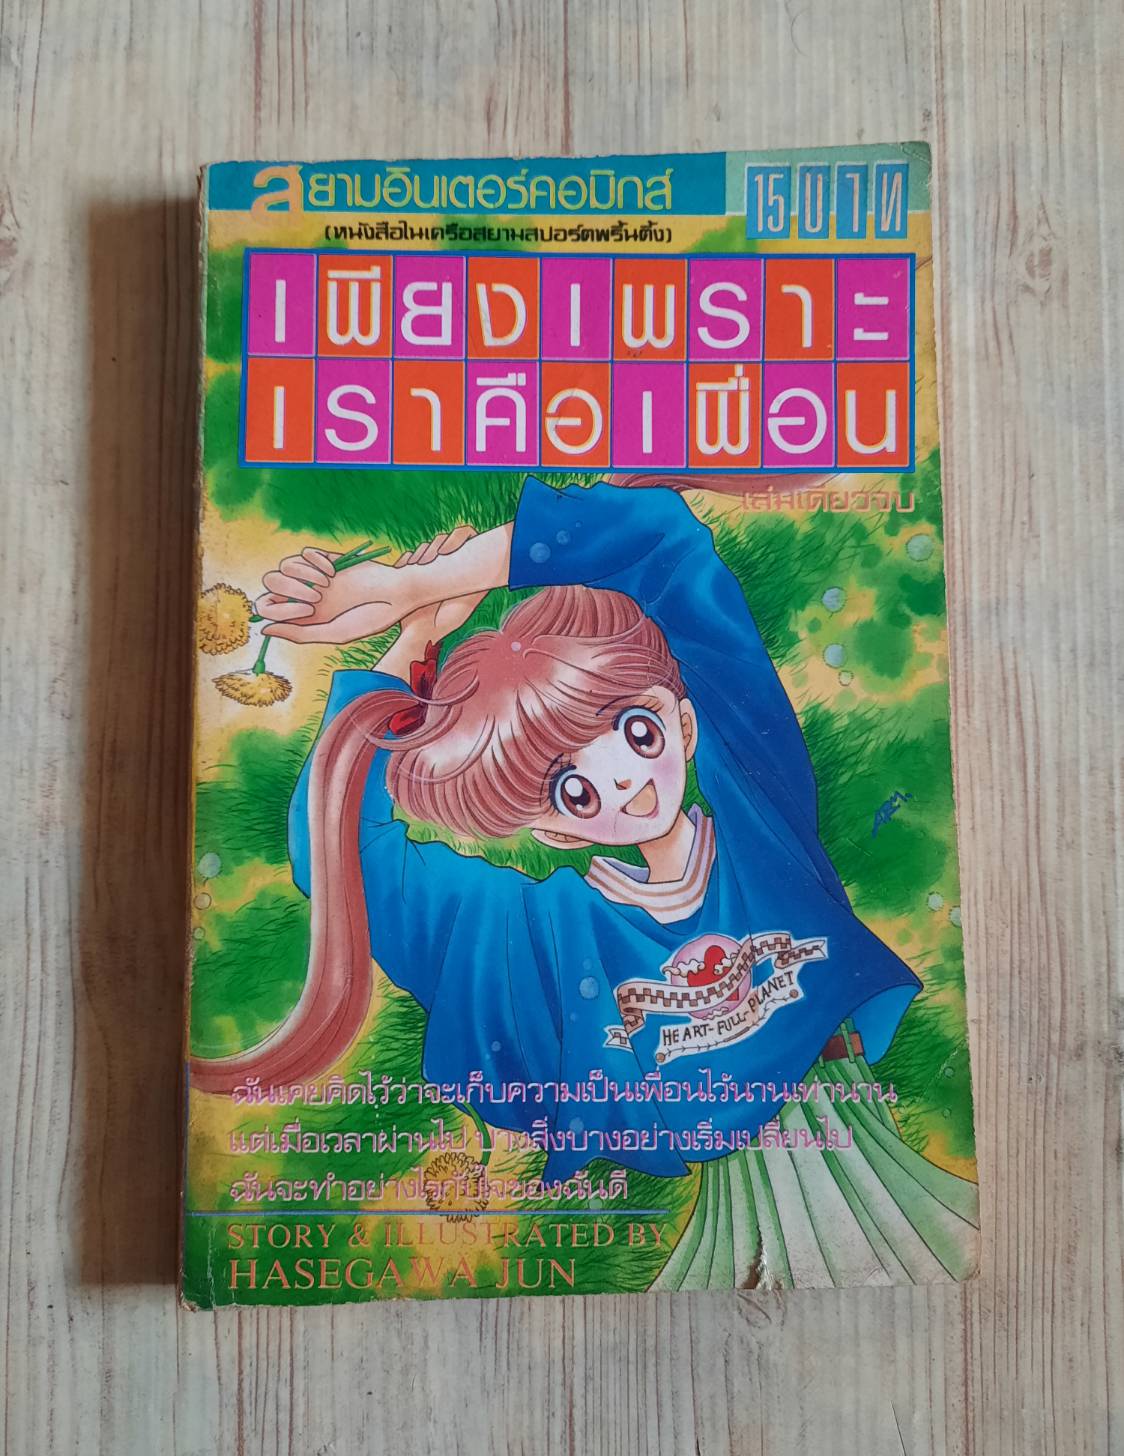 สยามอินเตอร์คอมิกส์
15 บาท
(หนังสือในเครือสยามสปอร์ตพริ้นติ้ง)
เพียงเพราะ
เราคือเพื่อน
เล่มเดียวจบ
ARM.
HEART-FULL-PLANET
ฉันเคยคิดไว้ว่าจะเก็บความเป็นเพื่อนไว้นานเท่านาน
แต่เมื่อเวลาผ่านไป บางสิ่งบางอย่างเริ่มเปลี่ยนไป
ฉันจะทำอย่างไรกับใจของฉันดี
STORY & ILLUSTRATED BY
HASEGAWA JUN